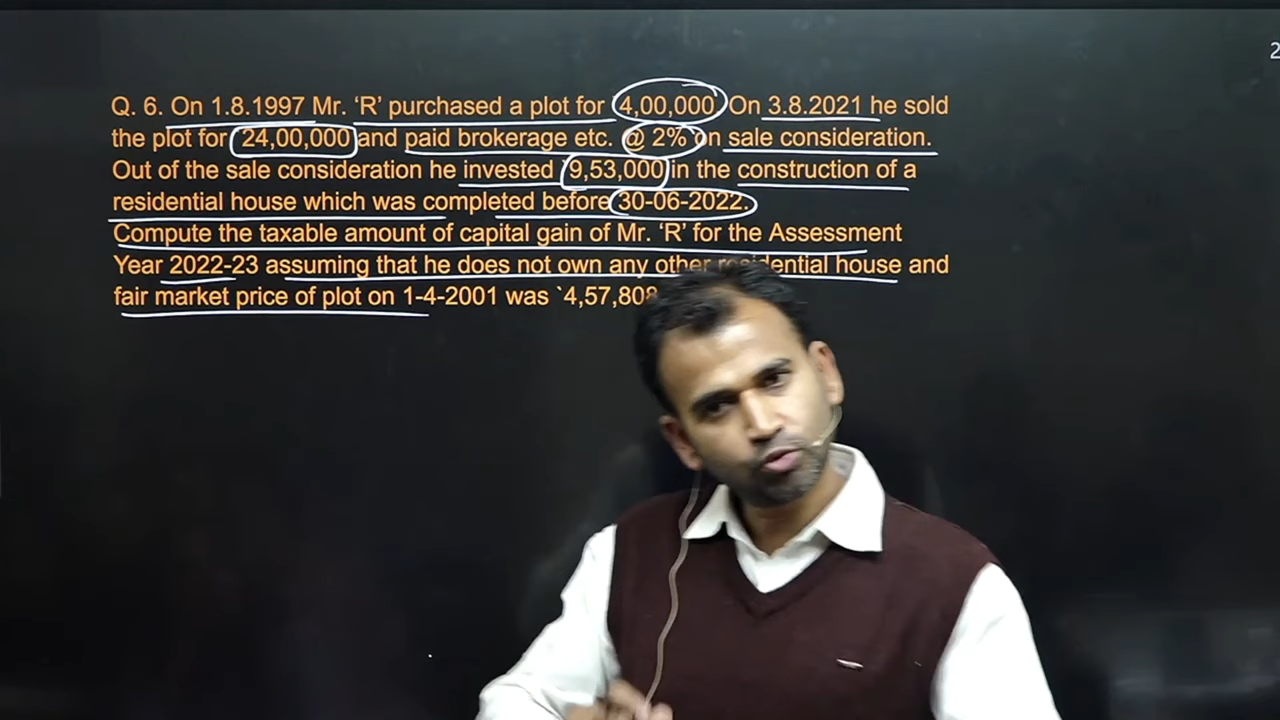 2
Q. 6. On 1.8.1997 Mr. ‘R’ purchased a plot for 4,00,000. On 3.8.2021 he sold
the plot for 24,00,000 and paid brokerage etc. @ 2% on sale consideration.
Out of the sale consideration he invested 9,53,000 in the construction of a
residential house which was completed before 30-06-2022.
Compute the taxable amount of capital gain of Mr. ‘R’ for the Assessment
Year 2022-23 assuming that he does not own any other residential house and
fair market price of plot on 1-4-2001 was `4,57,808